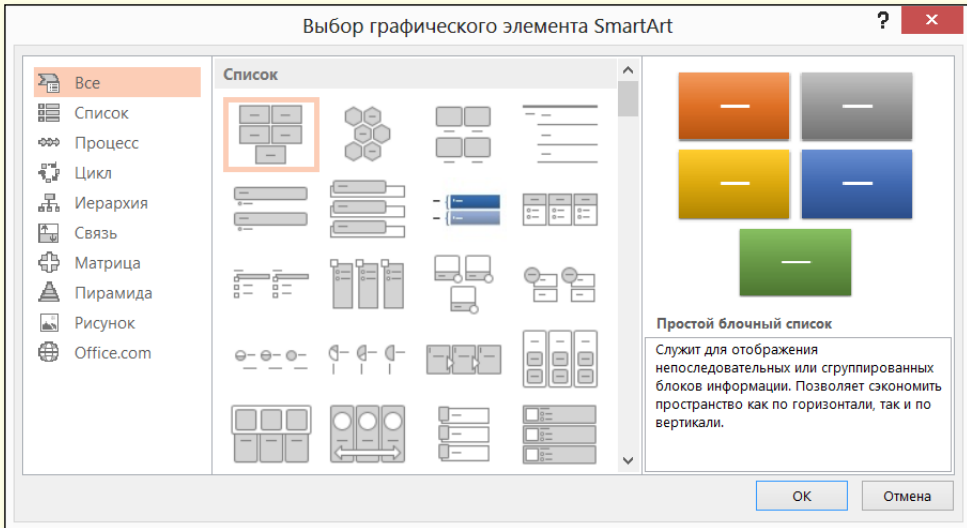 Выбор графического элемента SmartArt
?
Все
Список
Процесс
Цикл
Иерархия
Связь
Матрица
Пирамида
Рисунок
Office.com
Список
Простой блочный список
Служит для отображения
непоследовательных или сгруппированных
блоков информации. Позволяет сэкономить
пространство как по горизонтали, так и по
вертикали.
ОК
Отмена